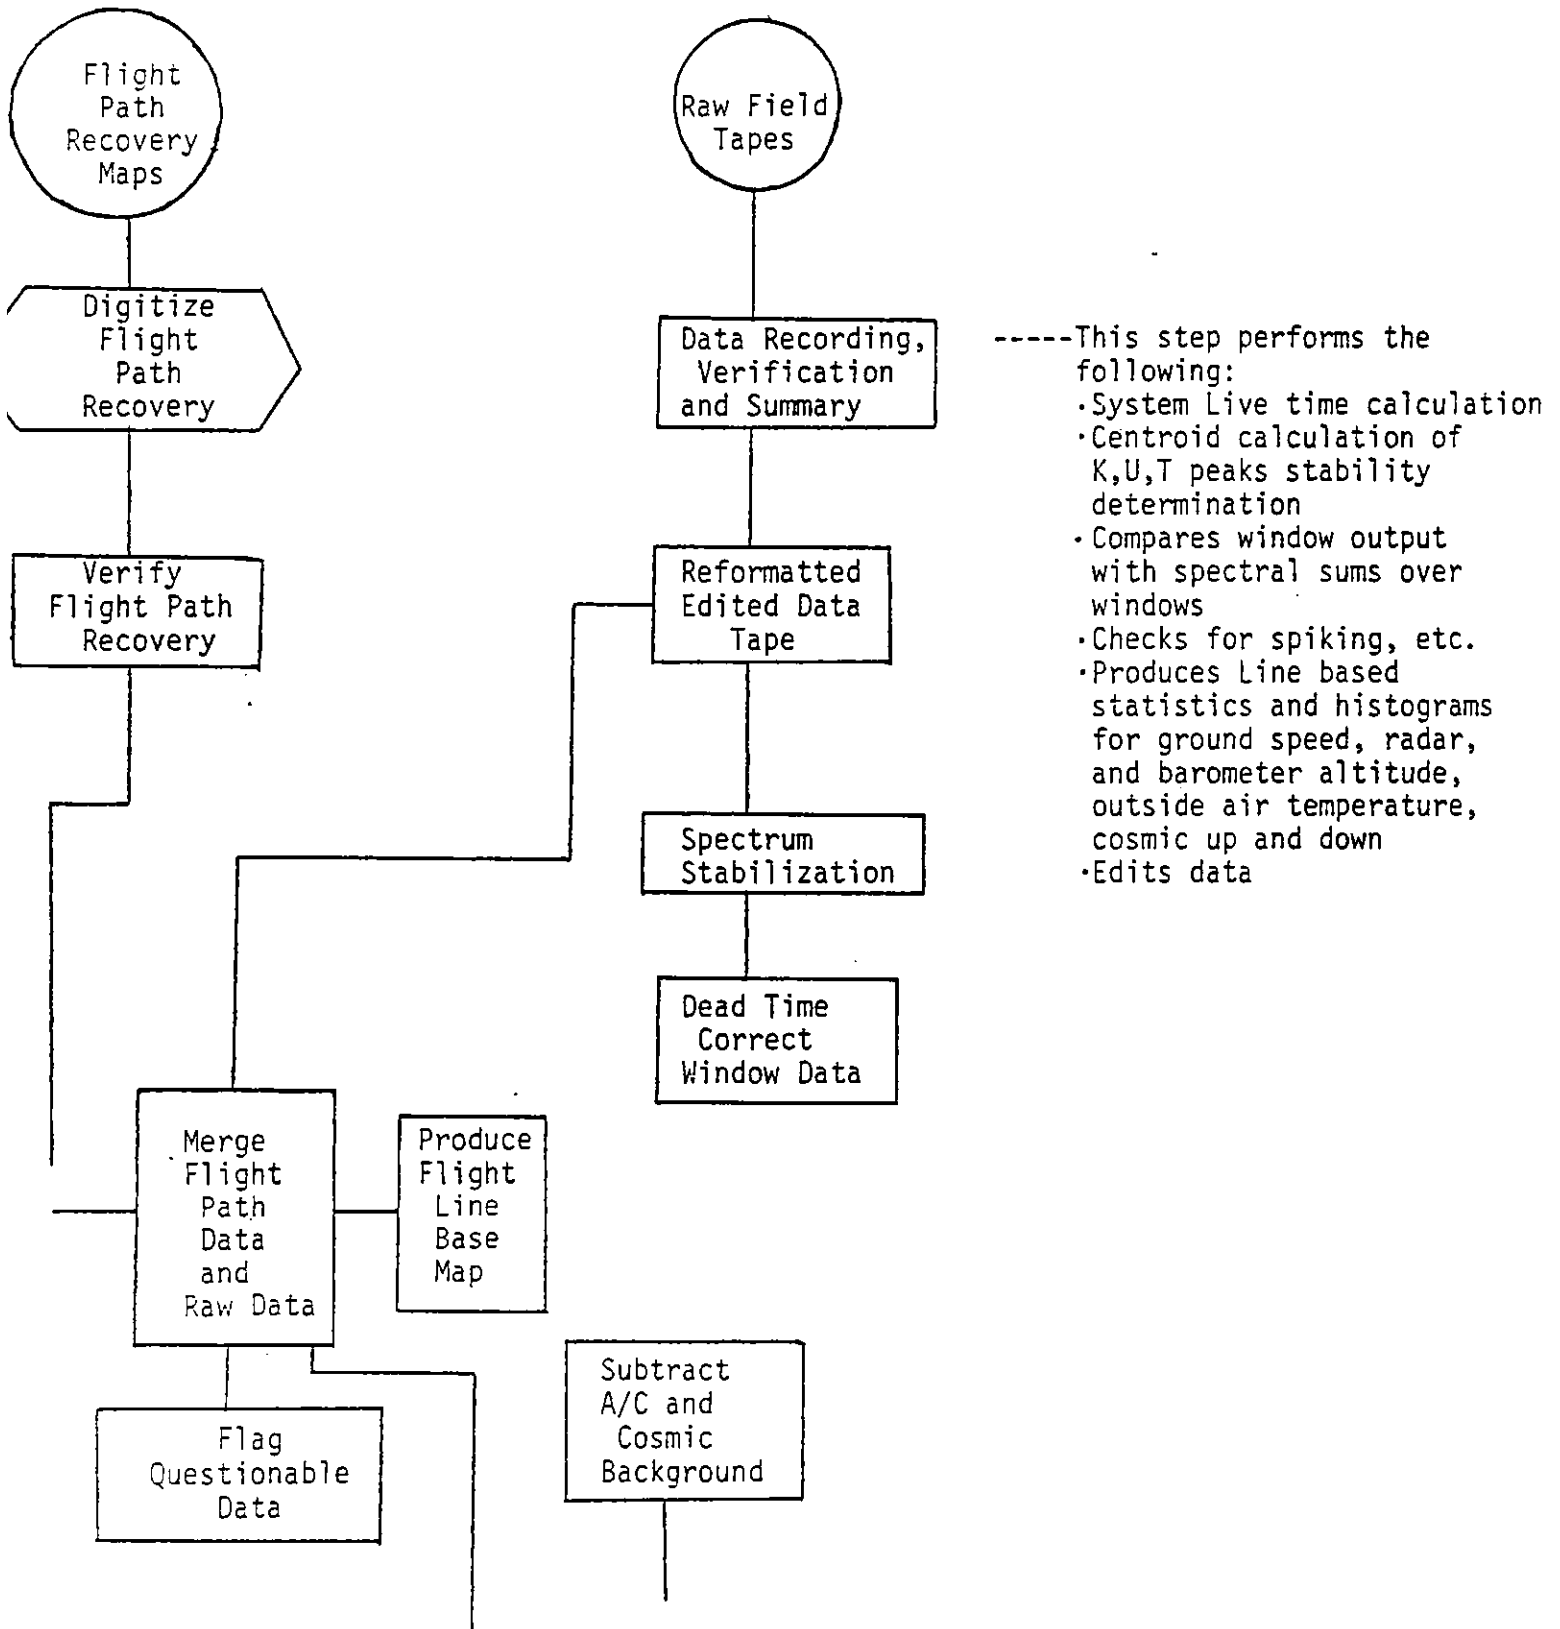 Flight
Path
Recovery
Maps
Raw Field
Tapes
Digitize
Flight
Path
Recovery
Data Recording,
Verification
and Summary
-----This step performs the
following:
·System Live time calculation
·Centroid calculation of
K,U,T peaks stability
determination
·Compares window output
with spectral sums over
windows
·Checks for spiking, etc.
·Produces Line based
statistics and histograms
for ground speed, radar,
and barometer altitude,
outside air temperature,
cosmic up and down
·Edits data
Verify
Flight Path
Recovery
Reformatted
Edited Data
Tape
Spectrum
Stabilization
Dead Time
Correct
Window Data
Merge
Flight
Path
Data
and
Raw Data
Produce
Flight
Line
Base
Map
Subtract
A/C and
Cosmic
Background
Flag
Questionable
Data